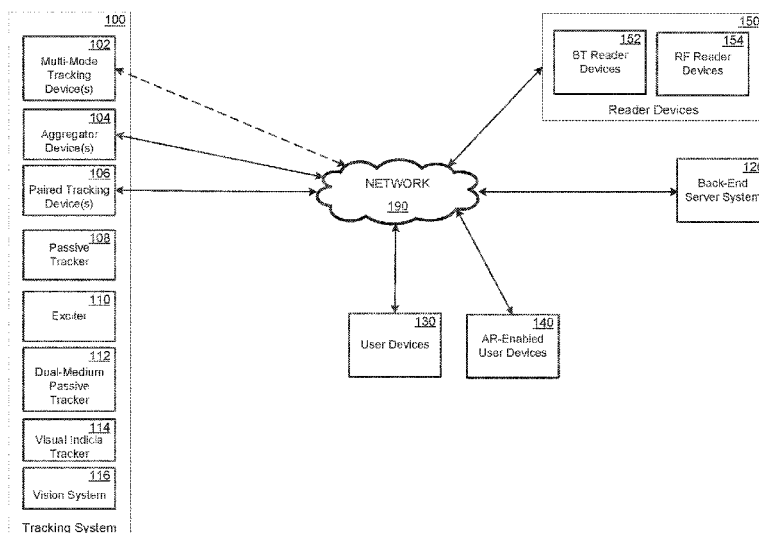 100
102
Multi-Mode
Tracking
Device(s)
104
Aggregator
Device(s)
106
Paired Tracking
Device(s)
108
Passive
Tracker
110
Exciter
112
Dual-Medium
Passive
Tracker
114
Visual Indicia
Tracker
116
Vision System
Tracking System
NETWORK
190
150
152
BT Reader
Devices
154
RF Reader
Devices
Reader Devices
120
Back-End
Server System
130
User Devices
140
AR-Enabled
User Devices